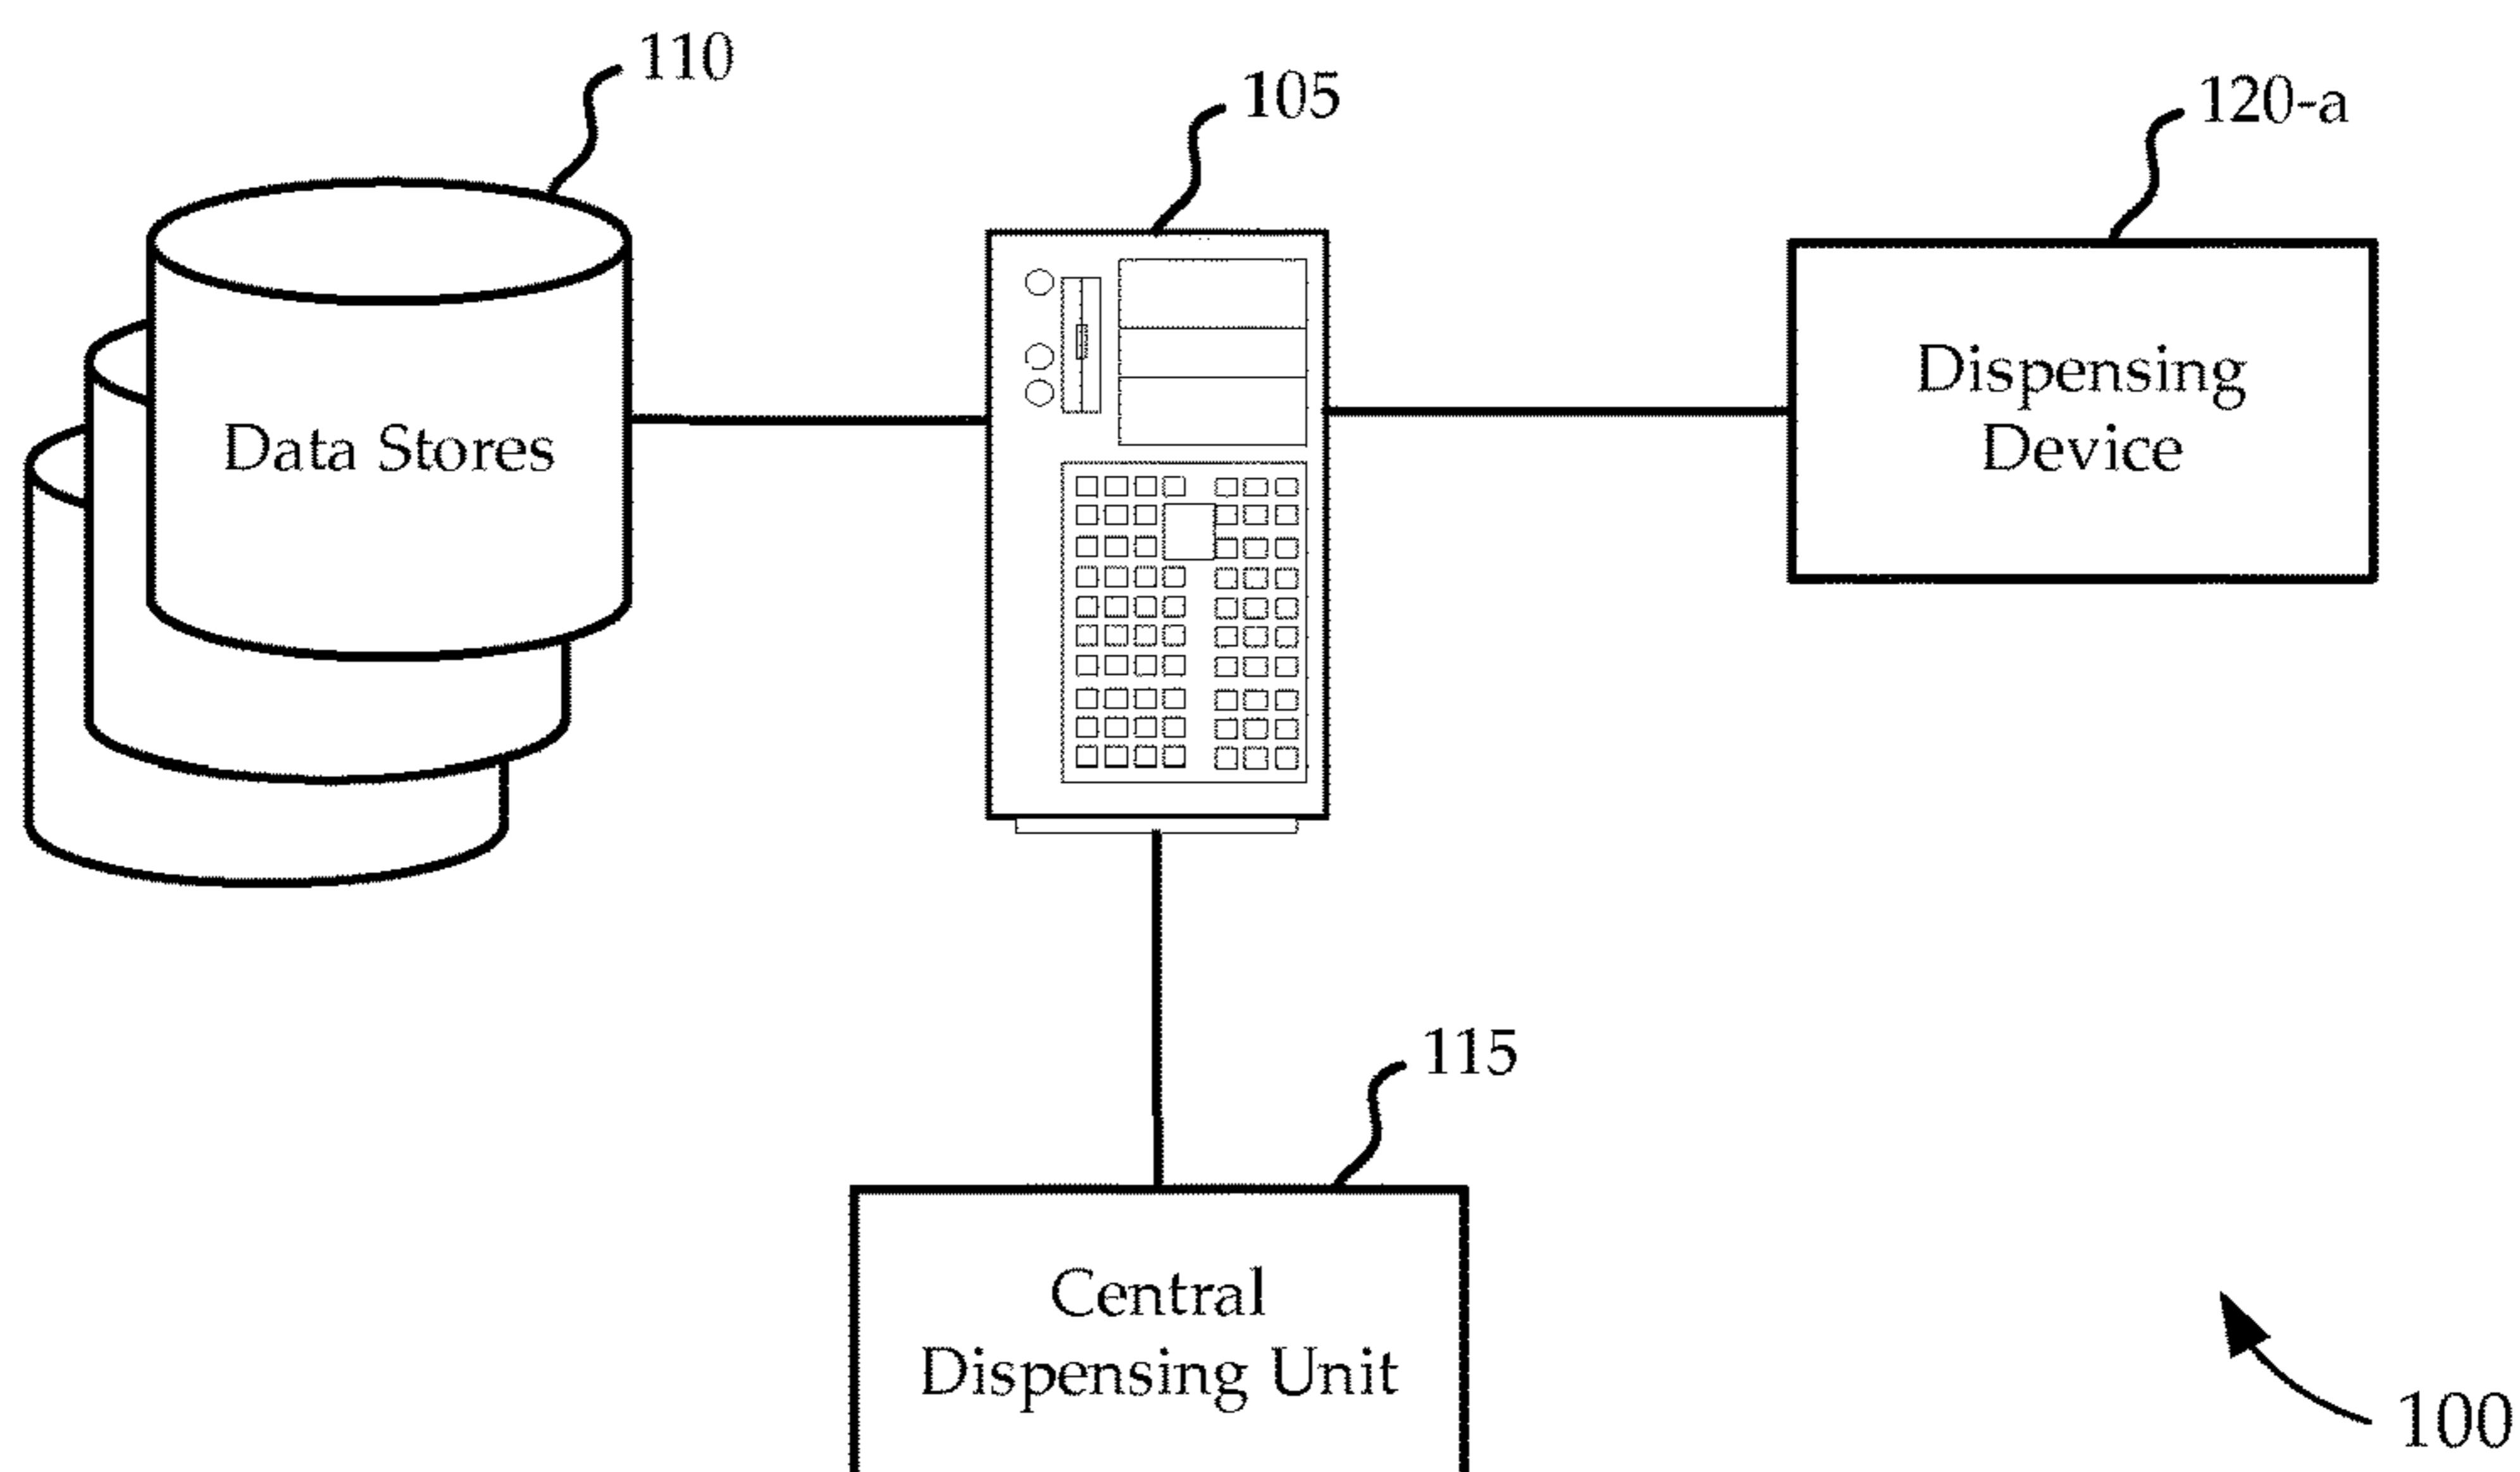 110
105
120-a
Data Stores
Dispensing
Device
115
Central
Dispensing Unit
100